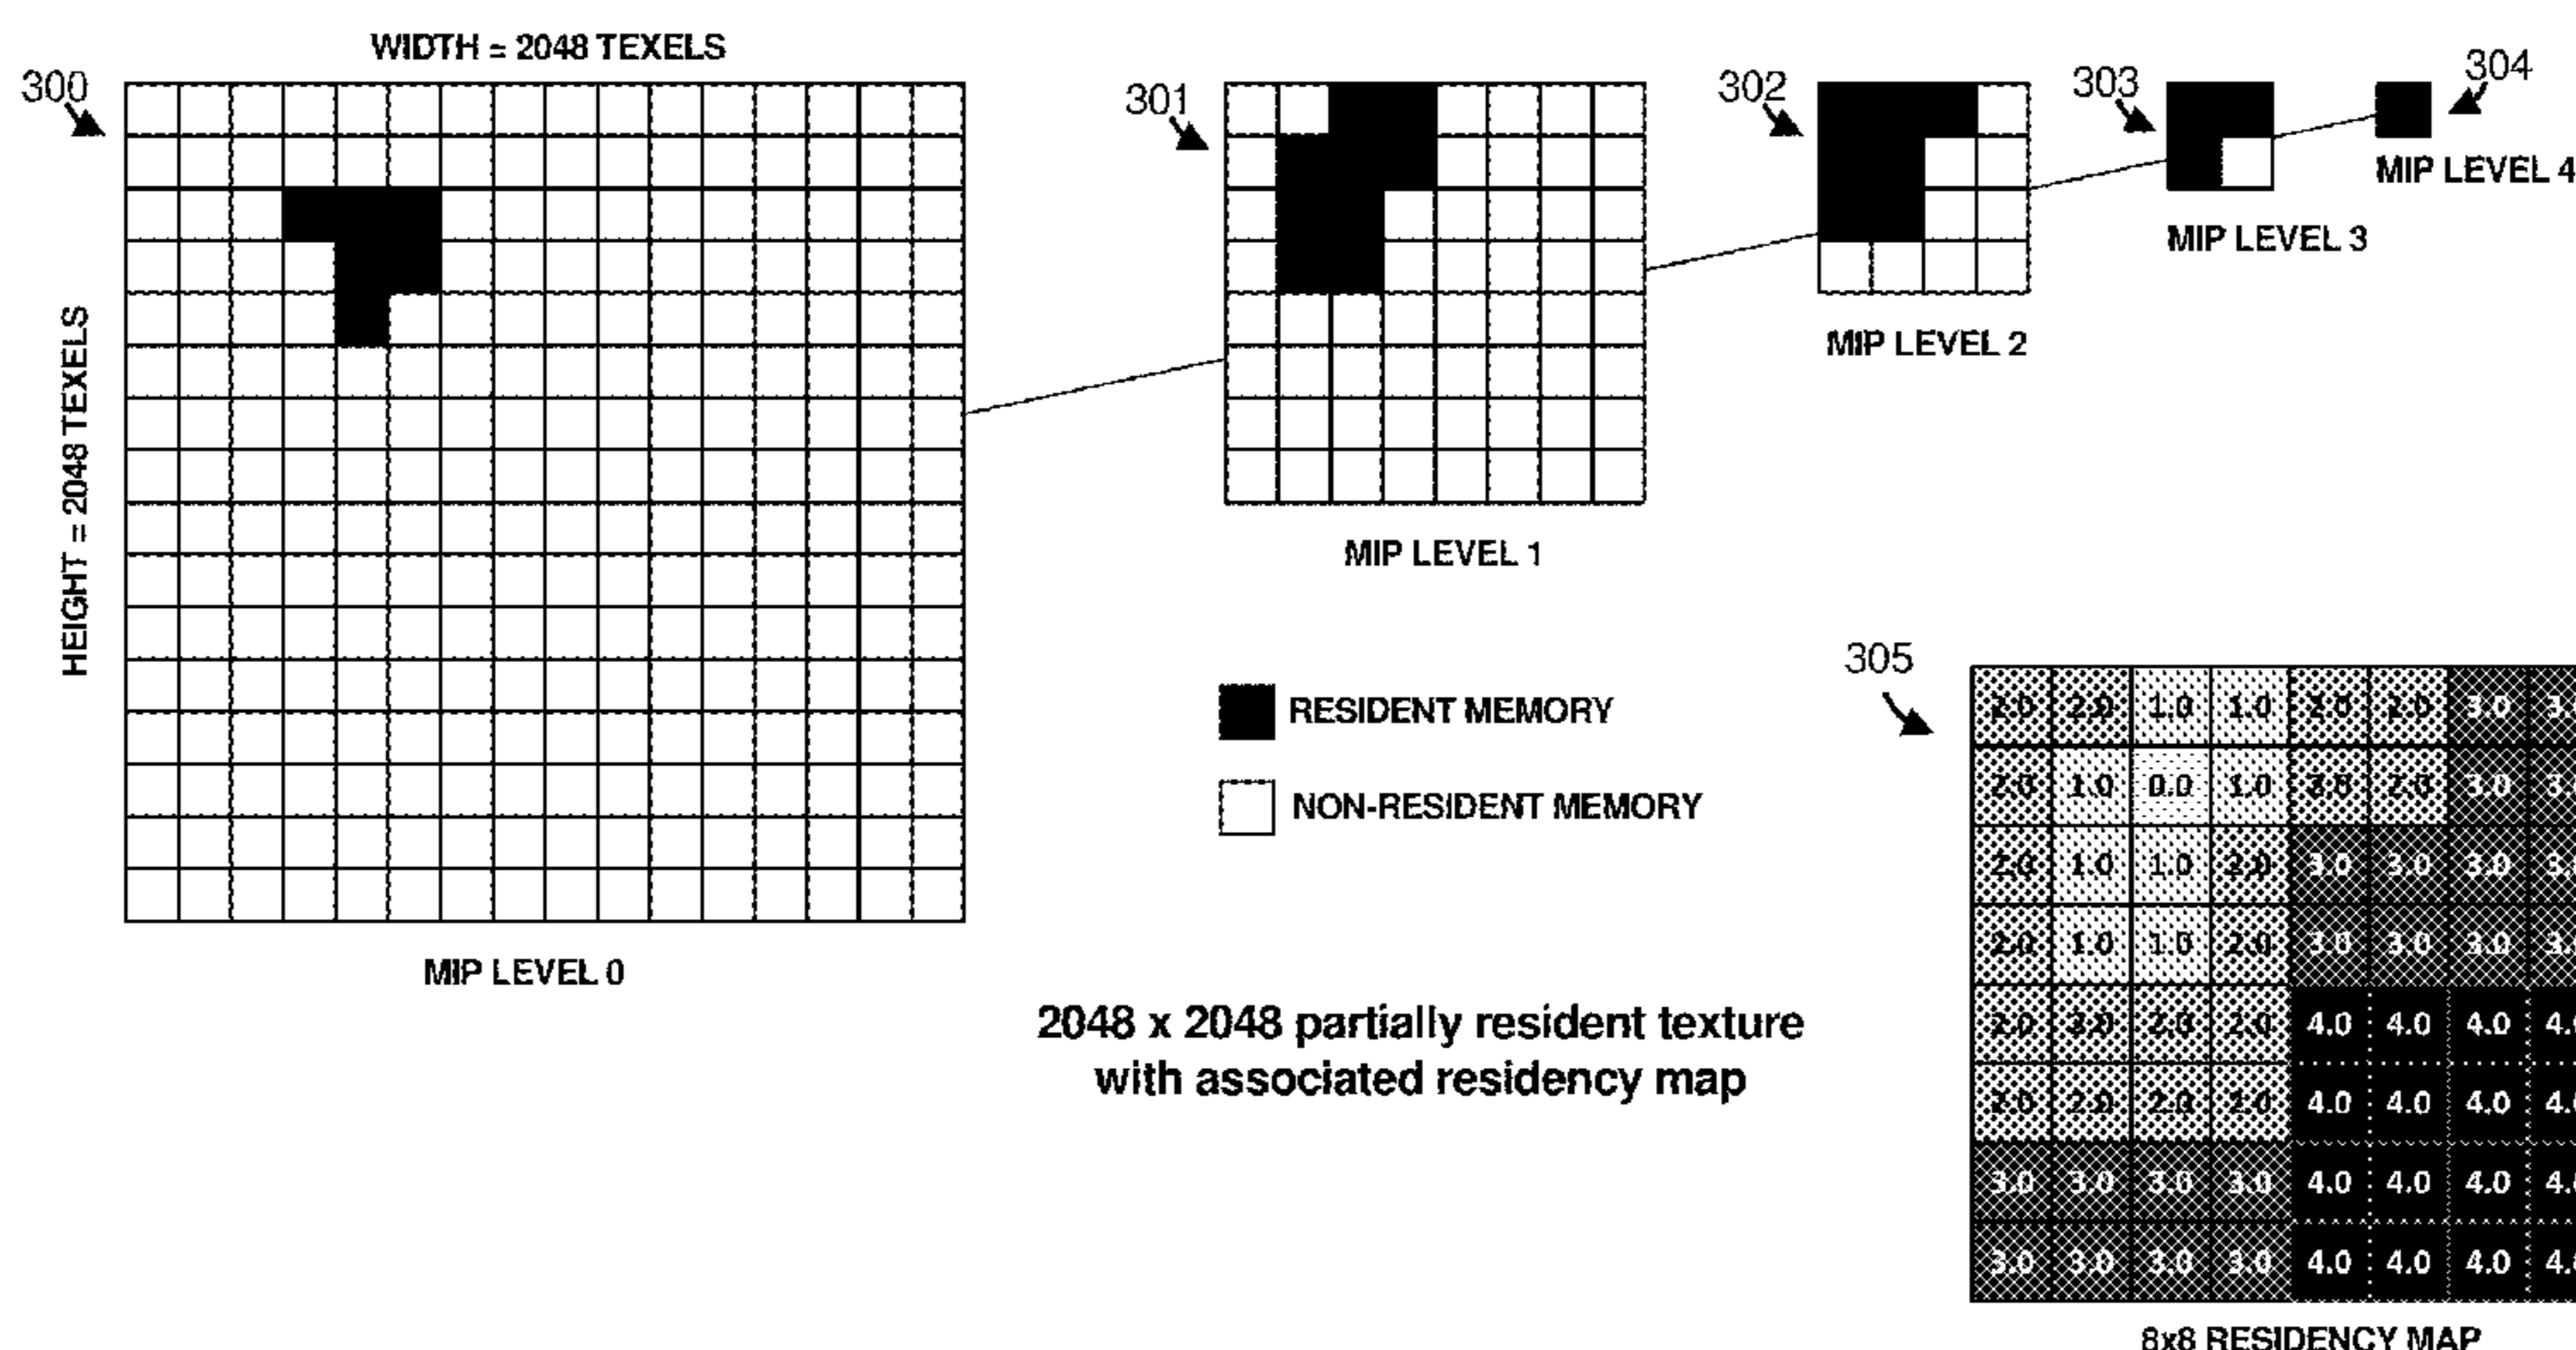 WIDTH = 2048 TEXELS
300
HEIGHT = 2048 TEXELS
MIP LEVEL 0
301
MIP LEVEL 1
302
MIP LEVEL 2
303
MIP LEVEL 3
304
MIP LEVEL 4
RESIDENT MEMORY
NON-RESIDENT MEMORY
2048 x 2048 partially resident texture
with associated residency map
305
2.0 2.0 1.0 1.0 2.0 2.0 3.0
2.0 1.0 0.0 1.0 2.0 2.0 3.0
2.0 1.0 1.0 2.0 3.0 3.0 3.0
2.0 1.0 1.0 2.0 3.0 3.0 3.0
2.0 2.0 2.0 2.0 4.0 4.0 4.0
2.0 2.0 2.0 2.0 4.0 4.0 4.0
3.0 3.0 3.0 3.0 4.0 4.0 4.0
3.0 3.0 3.0 3.0 4.0 4.0 4.0
8x8 RESIDENCY MAP